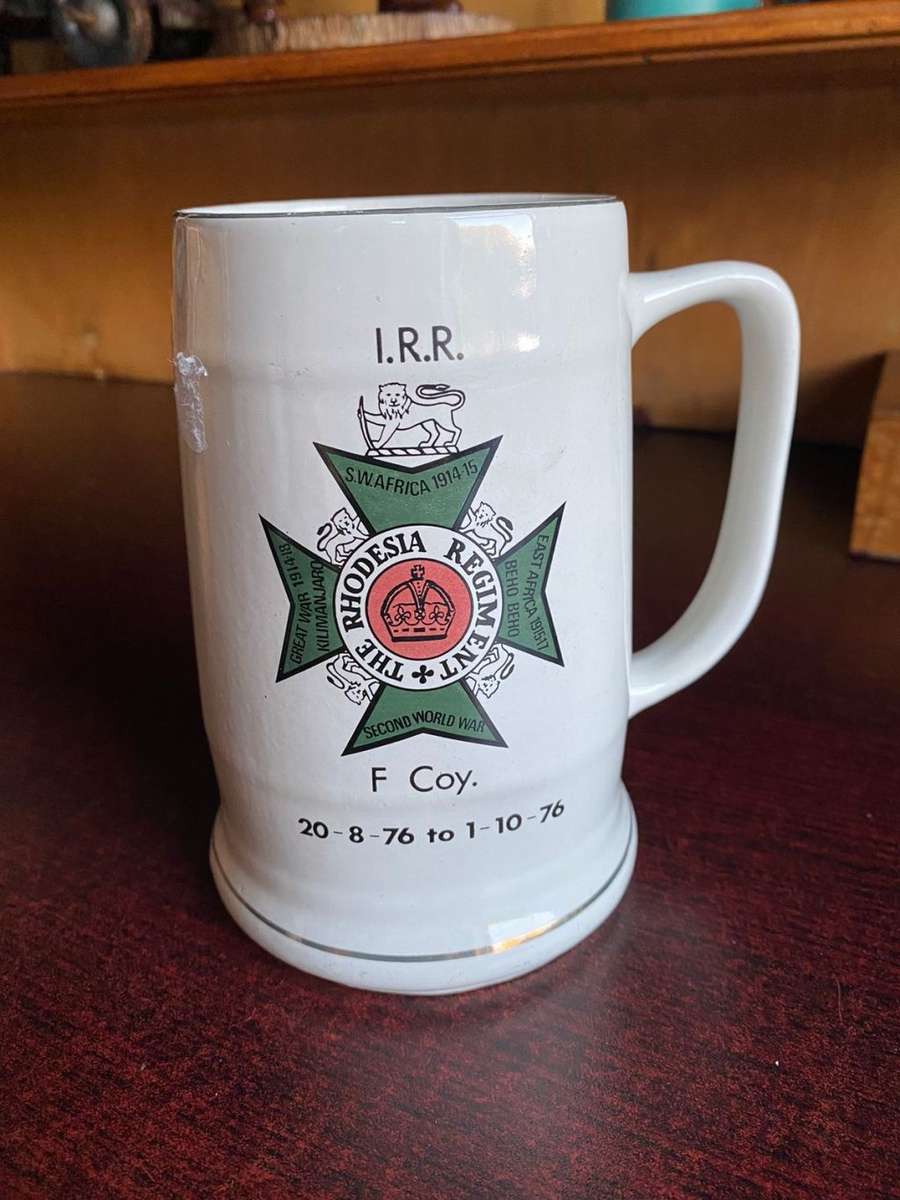 I.R.R.
S.W.AFRICA 1914-15
GREAT WAR 1914-18
KILIMANJARO
THE RHODESIA REGIMENT
EAST AFRICA 1915-17
BEHO BEHO
SECOND WORLD WAR
F Coy.
20-8-76 to 1-10-76